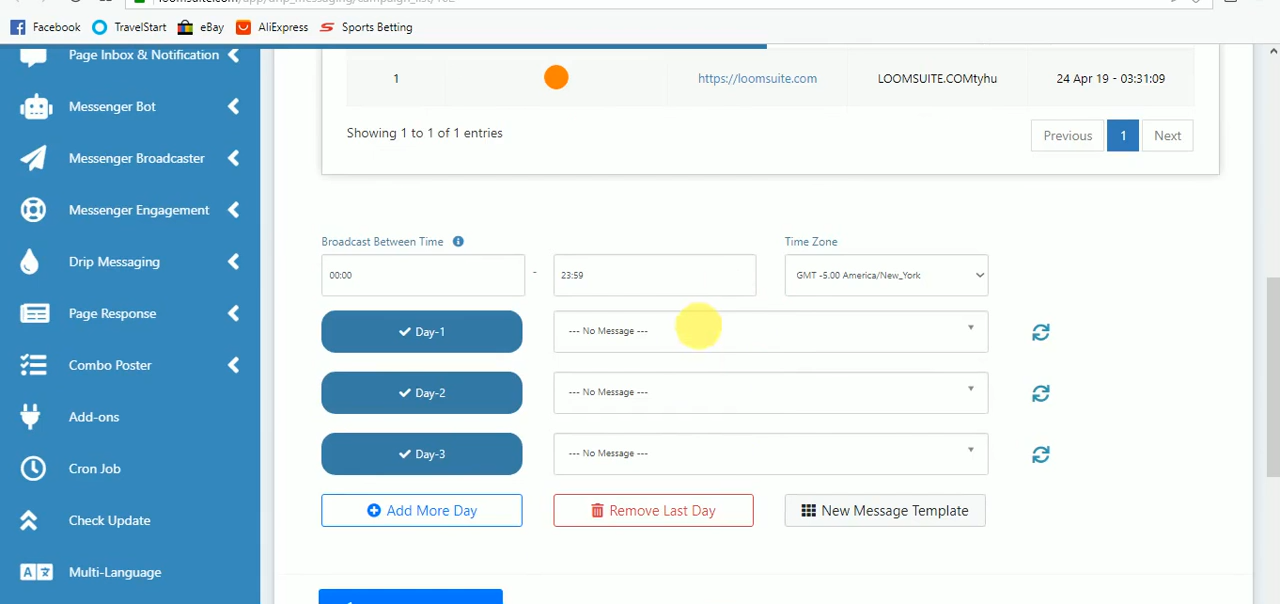 Facebook TravelStart eBay AliExpress Sports Betting
Page Inbox & Notification
Messenger Bot
Messenger Broadcaster
Messenger Engagement
Drip Messaging
Page Response
Combo Poster
Add-ons
Cron Job
Check Update
Multi-Language
1 https://loomsuite.com LOOMSUITE.COMtyhu 24 Apr 19 - 03:31:09
Showing 1 to 1 of 1 entries
Previous 1 Next
Broadcast Between Time Time Zone
00:00 - 23:59 GMT -5.00 America/New_York
Day-1 --- No Message ---
Day-2 --- No Message ---
Day-3 --- No Message ---
Add More Day Remove Last Day New Message Template